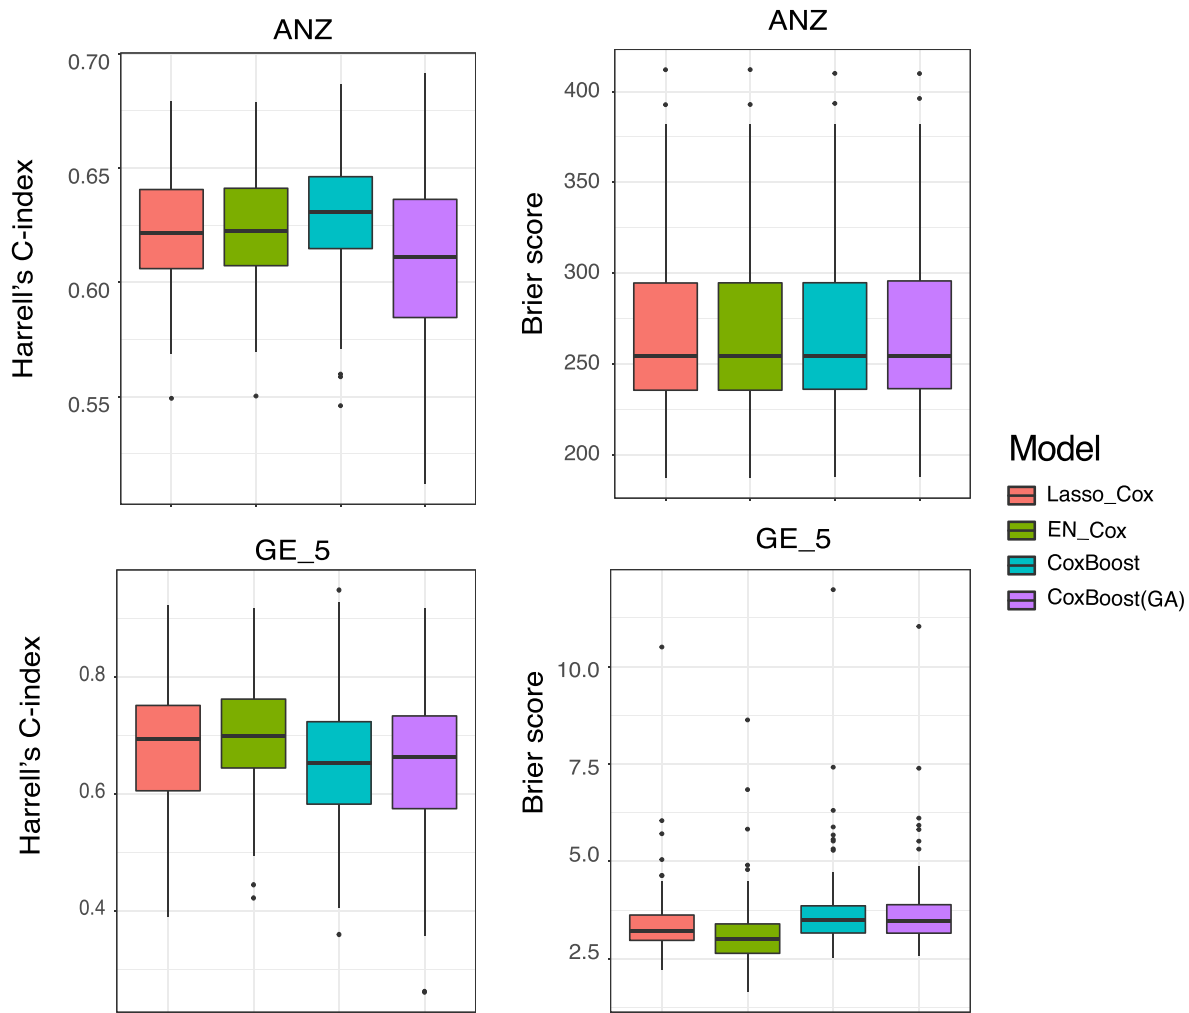 ANZ
Harrell's C-index
0.70
0.65
0.60
0.55
ANZ
Brier score
400
350
300
250
200
GE_5
Harrell's C-index
0.8
0.6
0.4
GE_5
Brier score
10.0
7.5
5.0
2.5
Model
Lasso_Cox
EN_Cox
CoxBoost
CoxBoost(GA)